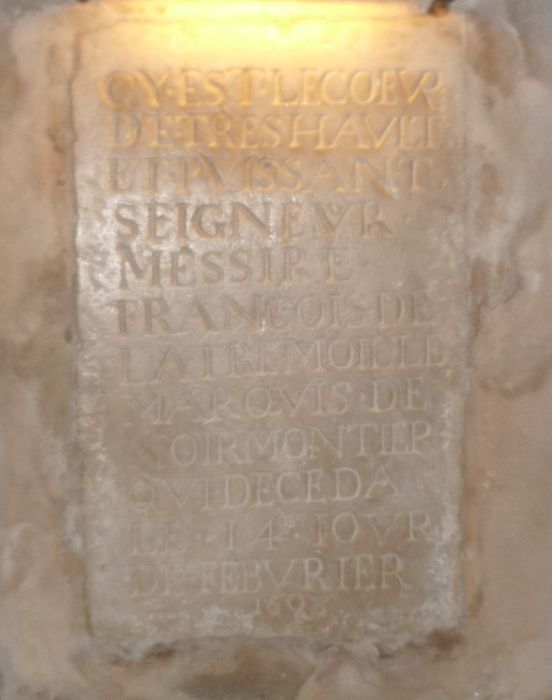 CY·EST·LE COEVR
DE·TRES HAVLT
ET·PVISSANT
SEIGNEVR
MESSIRE·
FRANCOIS·DE
LA TREMOILLE
MARQVIS·DE
NOIRMONTIER
QVI DECEDA
LE·14·IOVR
DE·FEBVRIER